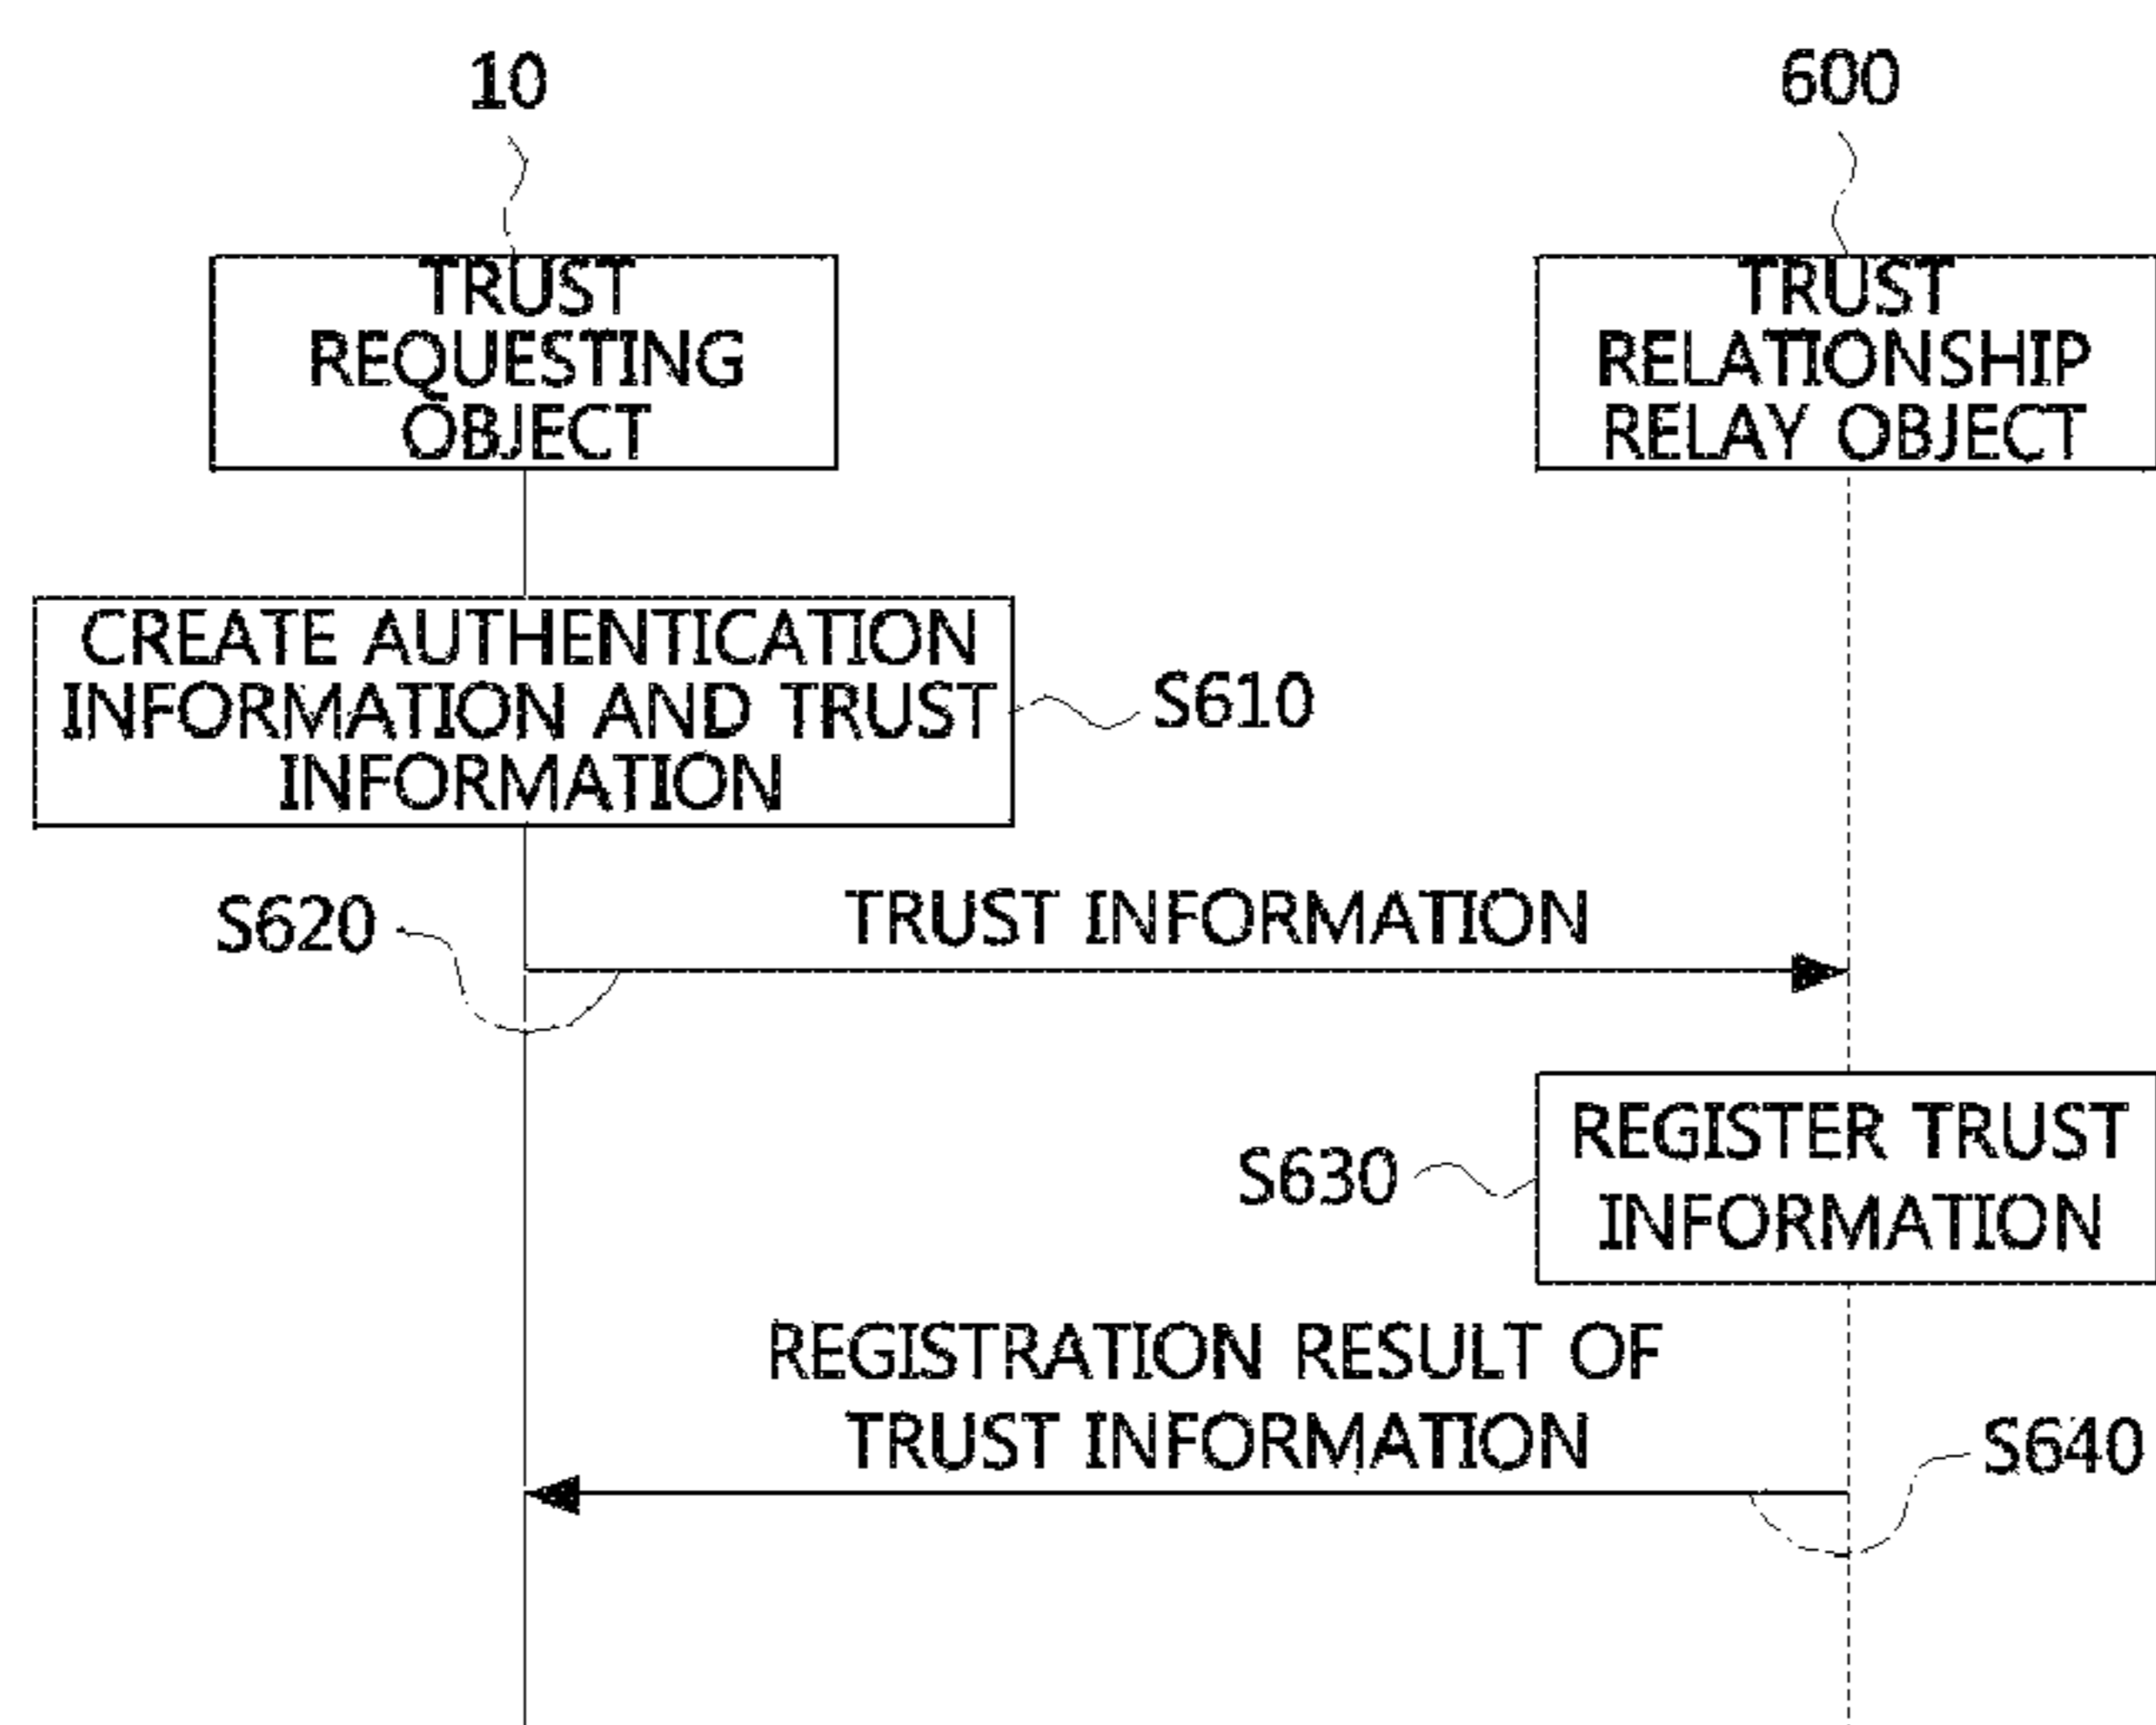 10
600
TRUST
REQUESTING
OBJECT
TRUST
RELATIONSHIP
RELAY OBJECT
CREATE AUTHENTICATION
INFORMATION AND TRUST
INFORMATION
S610
S620
TRUST INFORMATION
S630
REGISTER TRUST
INFORMATION
REGISTRATION RESULT OF
TRUST INFORMATION
S640